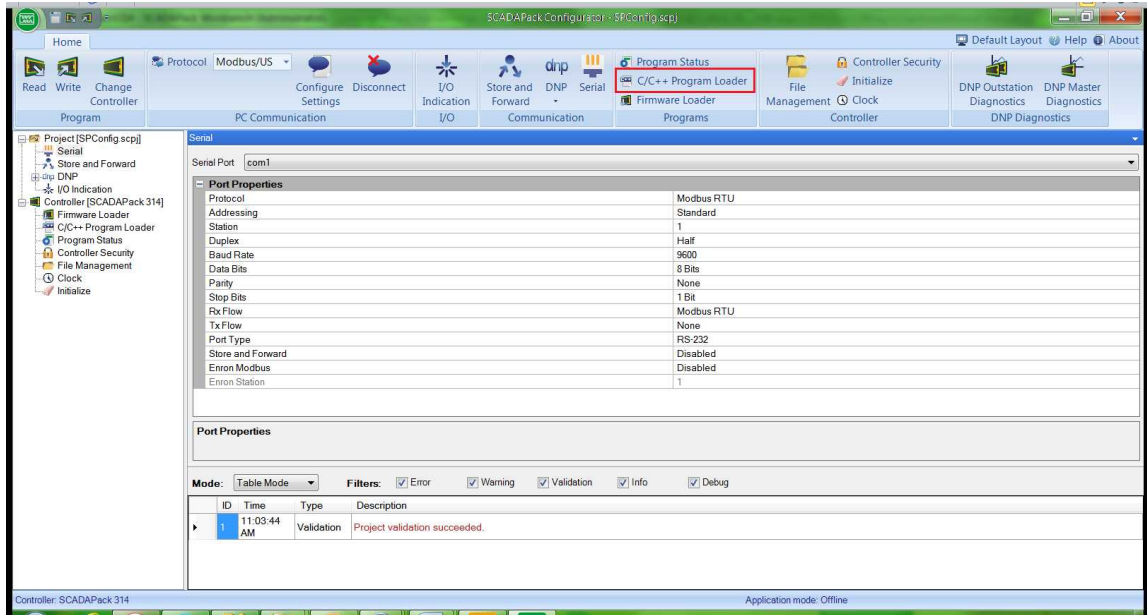 SCADAPack Configurator - SPConfig.scpj
Home
Default Layout Help About
Read Write Change Controller
Program
Protocol Modbus/US
Configure Settings
Disconnect
PC Communication
I/O Indication
I/O
Store and Forward
DNP
Serial
Communication
Program Status
C/C++ Program Loader
Firmware Loader
Programs
File Management
Controller Security
Initialize
Clock
Controller
DNP Outstation Diagnostics
DNP Master Diagnostics
DNP Diagnostics
Project [SPConfig.scpj]
Serial
Store and Forward
DNP
I/O Indication
Controller [SCADAPack 314]
Firmware Loader
C/C++ Program Loader
Program Status
Controller Security
File Management
Clock
Initialize
Serial
Serial Port com1
Port Properties
Protocol Modbus RTU
Addressing Standard
Station 1
Duplex Half
Baud Rate 9600
Data Bits 8 Bits
Parity None
Stop Bits 1 Bit
Rx Flow Modbus RTU
Tx Flow None
Port Type RS-232
Store and Forward Disabled
Enron Modbus Disabled
Enron Station 1
Port Properties
Mode: Table Mode Filters: Error Warning Validation Info Debug
ID Time Type Description
1 11:03:44 AM Validation Project validation succeeded.
Controller: SCADAPack 314
Application mode: Offline